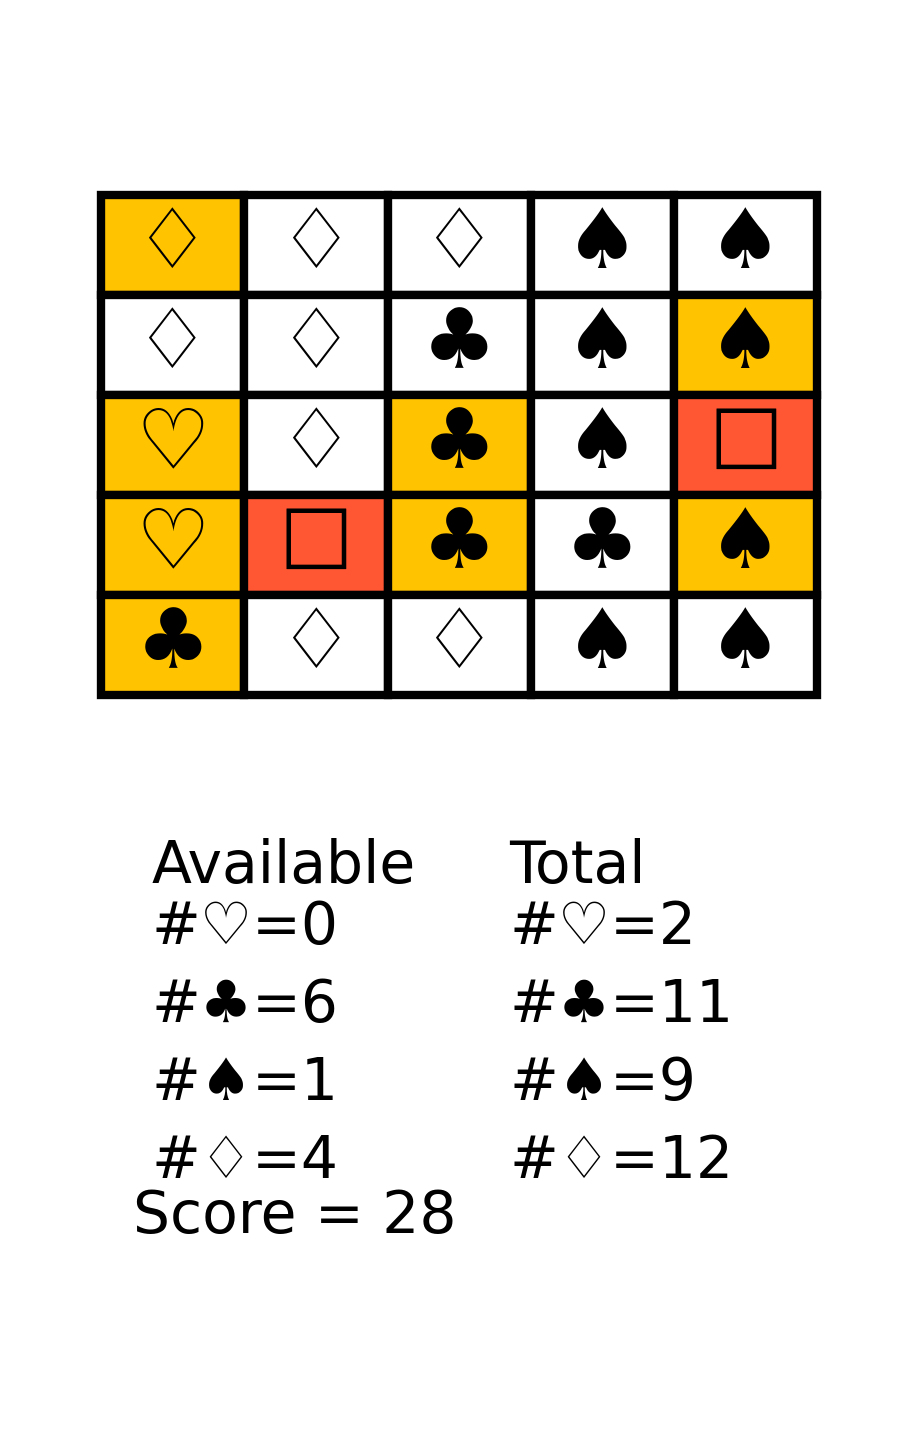 ♢ ♢ ♢ ♠ ♠
♢ ♢ ♣ ♠ ♠
♡ ♢ ♣ ♠ □
♡ □ ♣ ♣ ♠
♣ ♢ ♢ ♠ ♠
Available Total
#♡=0 #♡=2
#♣=6 #♣=11
#♠=1 #♠=9
#♢=4 #♢=12
Score = 28